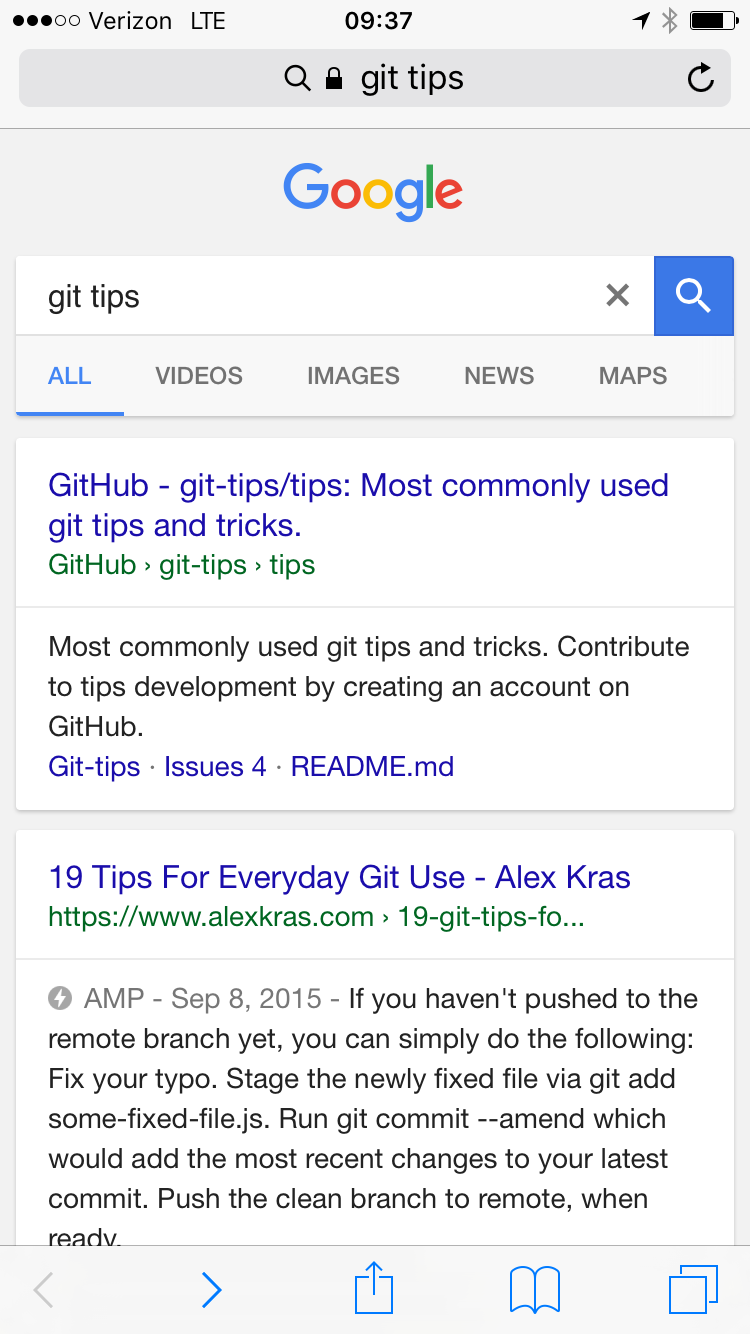 Verizon LTE 09:37
git tips
Google
git tips
ALL VIDEOS IMAGES NEWS MAPS
GitHub - git-tips/tips: Most commonly used
git tips and tricks.
GitHub › git-tips › tips
Most commonly used git tips and tricks. Contribute
to tips development by creating an account on
GitHub.
Git-tips · Issues 4 · README.md
19 Tips For Everyday Git Use - Alex Kras
https://www.alexkras.com › 19-git-tips-fo...
AMP - Sep 8, 2015 - If you haven't pushed to the
remote branch yet, you can simply do the following:
Fix your typo. Stage the newly fixed file via git add
some-fixed-file.js. Run git commit --amend which
would add the most recent changes to your latest
commit. Push the clean branch to remote, when
ready.